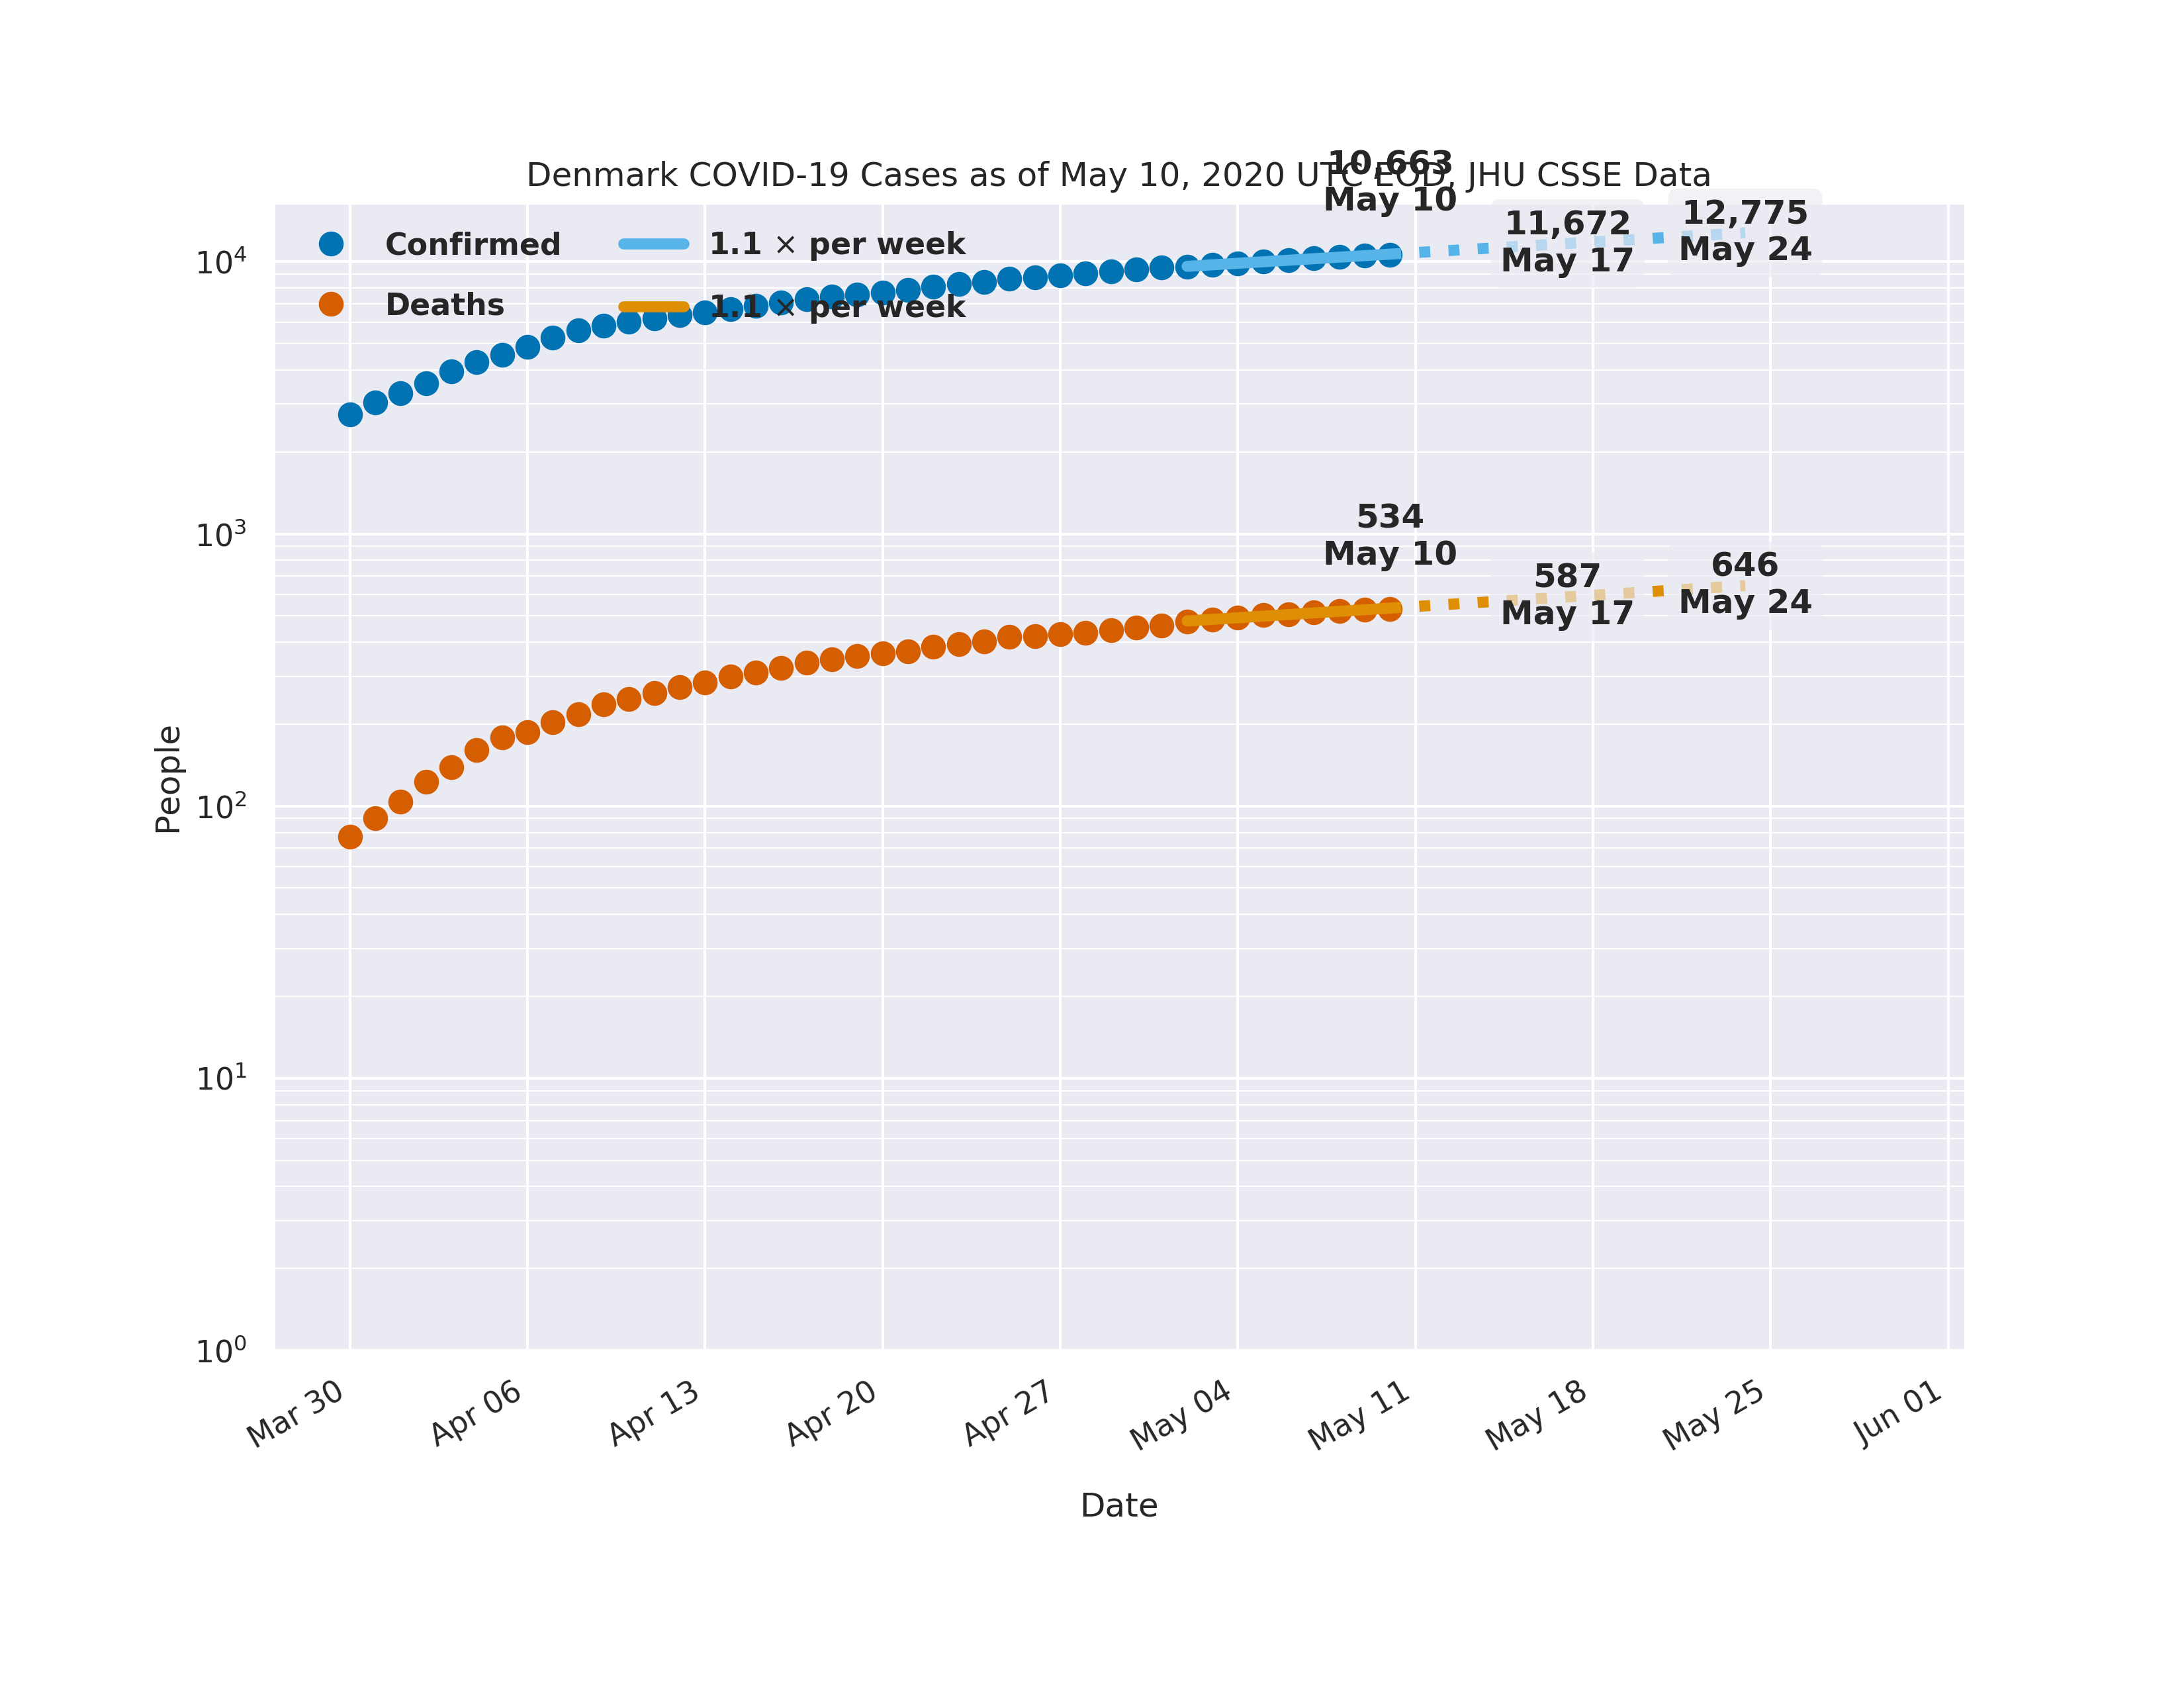 Denmark COVID-19 Cases as of May 10, 2020 UTC EOD, JHU CSSE Data
10,663
May 10
11,672
May 17
12,775
May 24
Confirmed
1.1 × per week
Deaths
1.1 × per week
534
May 10
587
May 17
646
May 24
People
10⁴
10³
10²
10¹
10⁰
Mar 30
Apr 06
Apr 13
Apr 20
Apr 27
May 04
May 11
May 18
May 25
Jun 01
Date